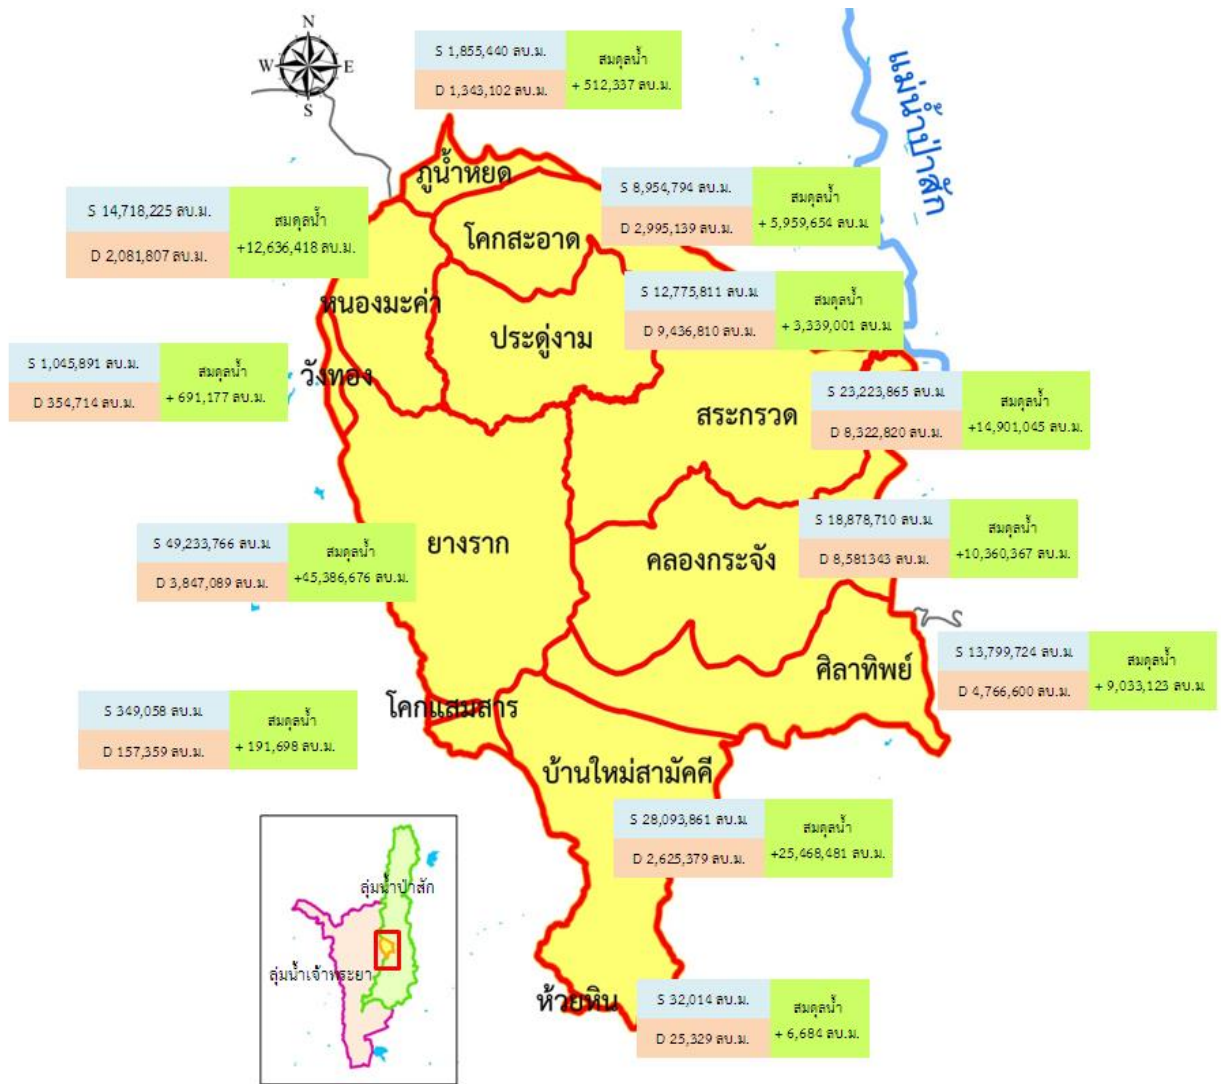 N
W E
S
S 1,855,440 ลบ.ม.
D 1,343,102 ลบ.ม.
สมดุลน้ำ
+ 512,337 ลบ.ม.
แม่น้ำป่าสัก
ภูน้ำหยด
S 8,954,794 ลบ.ม.
D 2,995,139 ลบ.ม.
สมดุลน้ำ
+ 5,959,654 ลบ.ม.
S 14,718,225 ลบ.ม.
D 2,081,807 ลบ.ม.
สมดุลน้ำ
+12,636,418 ลบ.ม.
โคกสะอาด
หนองมะค่า
S 12,775,811 ลบ.ม.
D 9,436,810 ลบ.ม.
สมดุลน้ำ
+ 3,339,001 ลบ.ม.
ประดู่งาม
S 1,045,891 ลบ.ม.
D 354,714 ลบ.ม.
สมดุลน้ำ
+ 691,177 ลบ.ม.
วังทอง
สระกรวด
S 23,223,865 ลบ.ม.
D 8,322,820 ลบ.ม.
สมดุลน้ำ
+14,901,045 ลบ.ม.
S 49,233,766 ลบ.ม.
D 3,847,089 ลบ.ม.
สมดุลน้ำ
+45,386,676 ลบ.ม.
ยางราก
คลองกระจัง
S 18,878,710 ลบ.ม.
D 8,581343 ลบ.ม.
สมดุลน้ำ
+10,360,367 ลบ.ม.
ศิลาทิพย์
S 13,799,724 ลบ.ม.
D 4,766,600 ลบ.ม.
สมดุลน้ำ
+ 9,033,123 ลบ.ม.
S 349,058 ลบ.ม.
D 157,359 ลบ.ม.
สมดุลน้ำ
+ 191,698 ลบ.ม.
โคกแสมสาร
บ้านใหม่สามัคคี
S 28,093,861 ลบ.ม.
D 2,625,379 ลบ.ม.
สมดุลน้ำ
+25,468,481 ลบ.ม.
ลุ่มน้ำป่าสัก
ลุ่มน้ำเจ้าพระยา
ห้วยหิน
S 32,014 ลบ.ม.
D 25,329 ลบ.ม.
สมดุลน้ำ
+ 6,684 ลบ.ม.